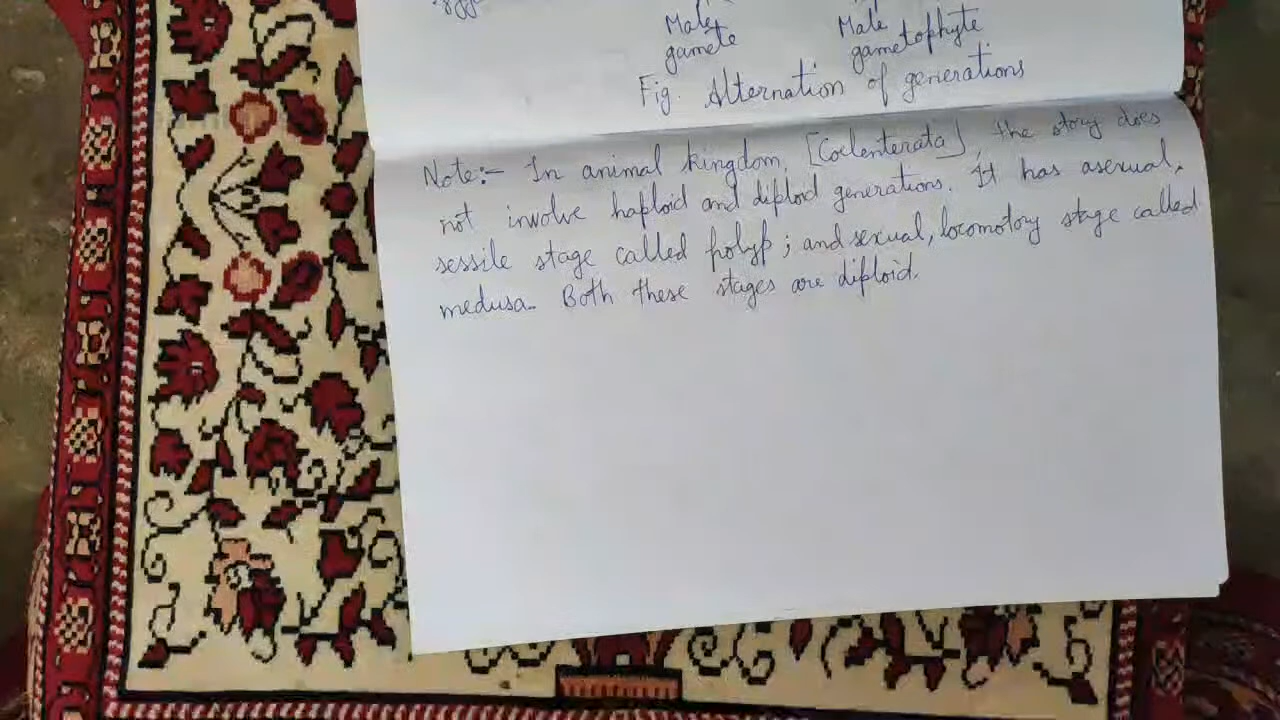 Male
gamete
Male
gametophyte
Fig. Alternation of generations
Note:- In animal kingdom, [Coelenterata], the story does
not involve haploid and diploid generations. It has asexual,
sessile stage called polyp; and sexual, locomotory stage called
medusa. Both these stages are diploid.